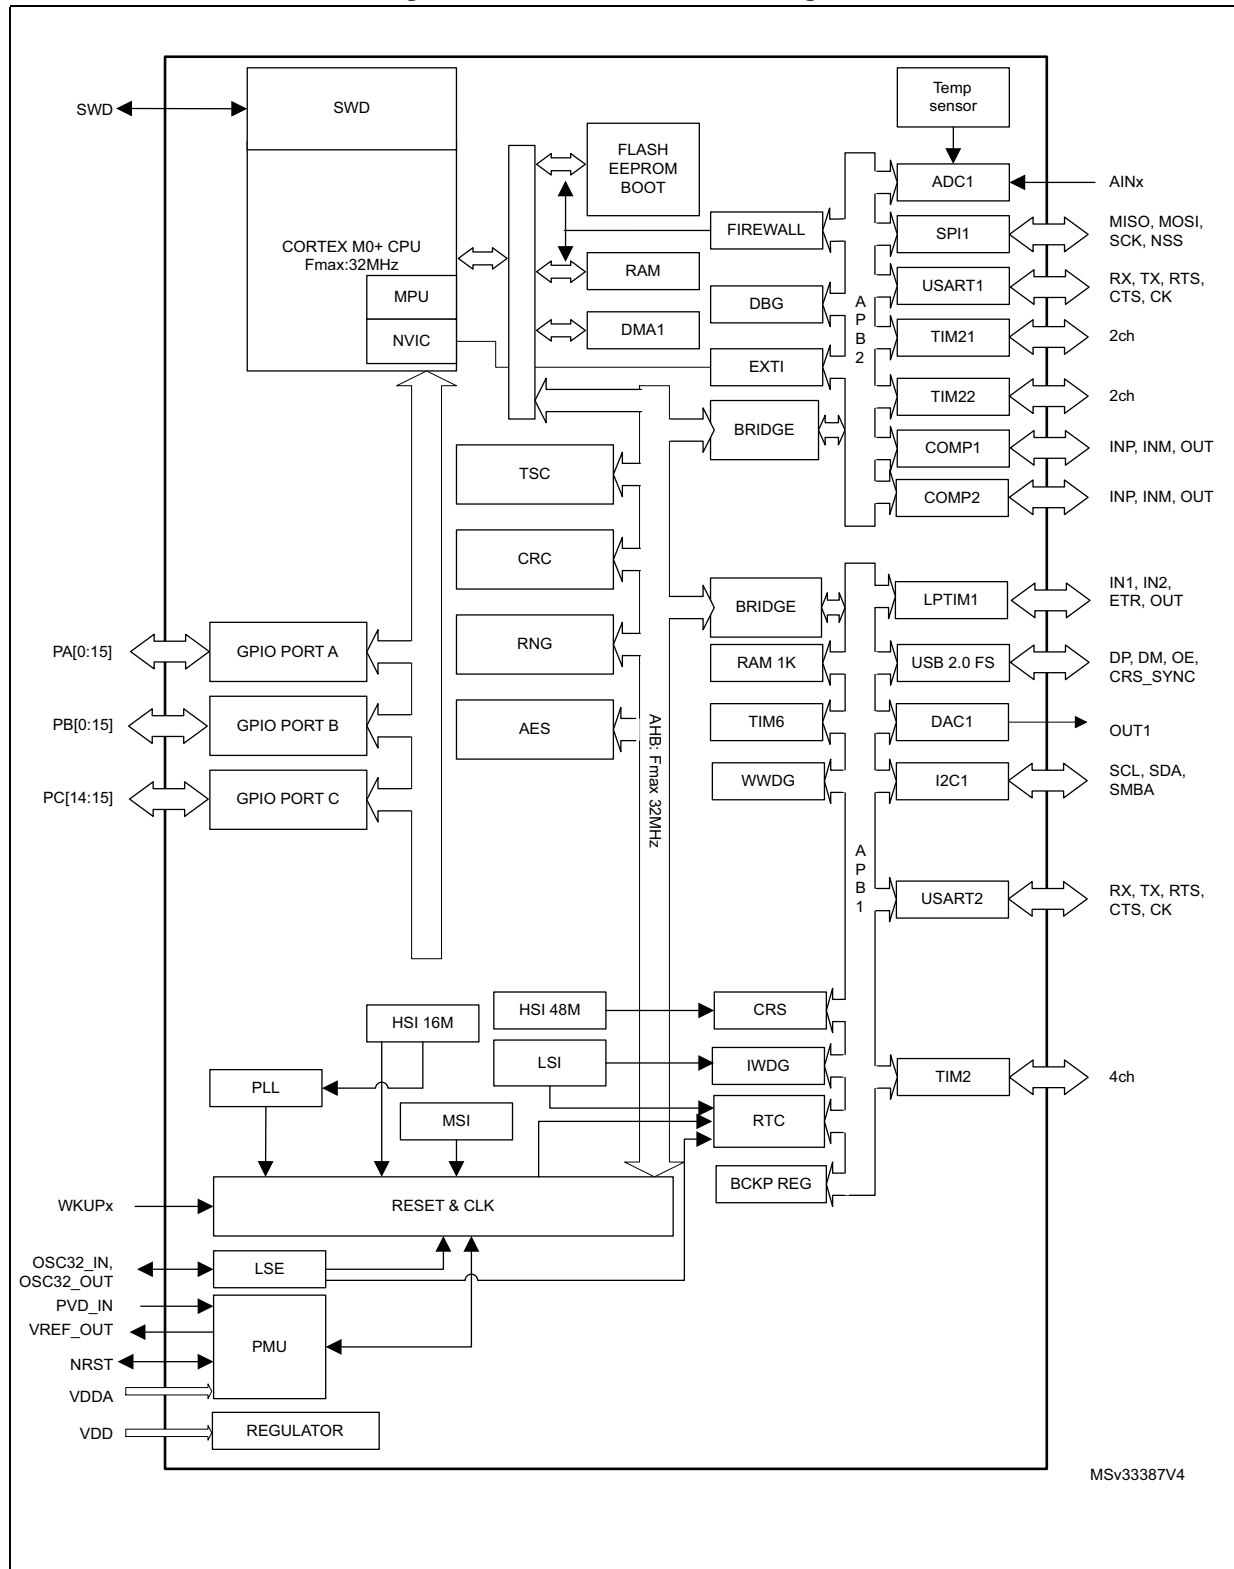 SWD
SWD
CORTEX M0+ CPU
Fmax:32MHz
MPU
NVIC
FLASH
EEPROM
BOOT
RAM
DMA1
FIREWALL
DBG
EXTI
BRIDGE
APB2
Temp
sensor
ADC1
AINx
SPI1
MISO, MOSI,
SCK, NSS
USART1
RX, TX, RTS,
CTS, CK
TIM21
2ch
TIM22
2ch
COMP1
INP, INM, OUT
COMP2
INP, INM, OUT
TSC
CRC
RNG
AES
AHB: Fmax 32MHz
PA[0:15]
GPIO PORT A
PB[0:15]
GPIO PORT B
PC[14:15]
GPIO PORT C
BRIDGE
RAM 1K
TIM6
WWDG
APB1
LPTIM1
IN1, IN2,
ETR, OUT
USB 2.0 FS
DP, DM, OE,
CRS_SYNC
DAC1
OUT1
I2C1
SCL, SDA,
SMBA
USART2
RX, TX, RTS,
CTS, CK
TIM2
4ch
HSI 16M
HSI 48M
CRS
LSI
IWDG
PLL
MSI
RTC
BCKP REG
WKUPx
RESET & CLK
OSC32_IN,
OSC32_OUT
LSE
PVD_IN
VREF_OUT
NRST
VDDA
PMU
VDD
REGULATOR
MSv33387V4